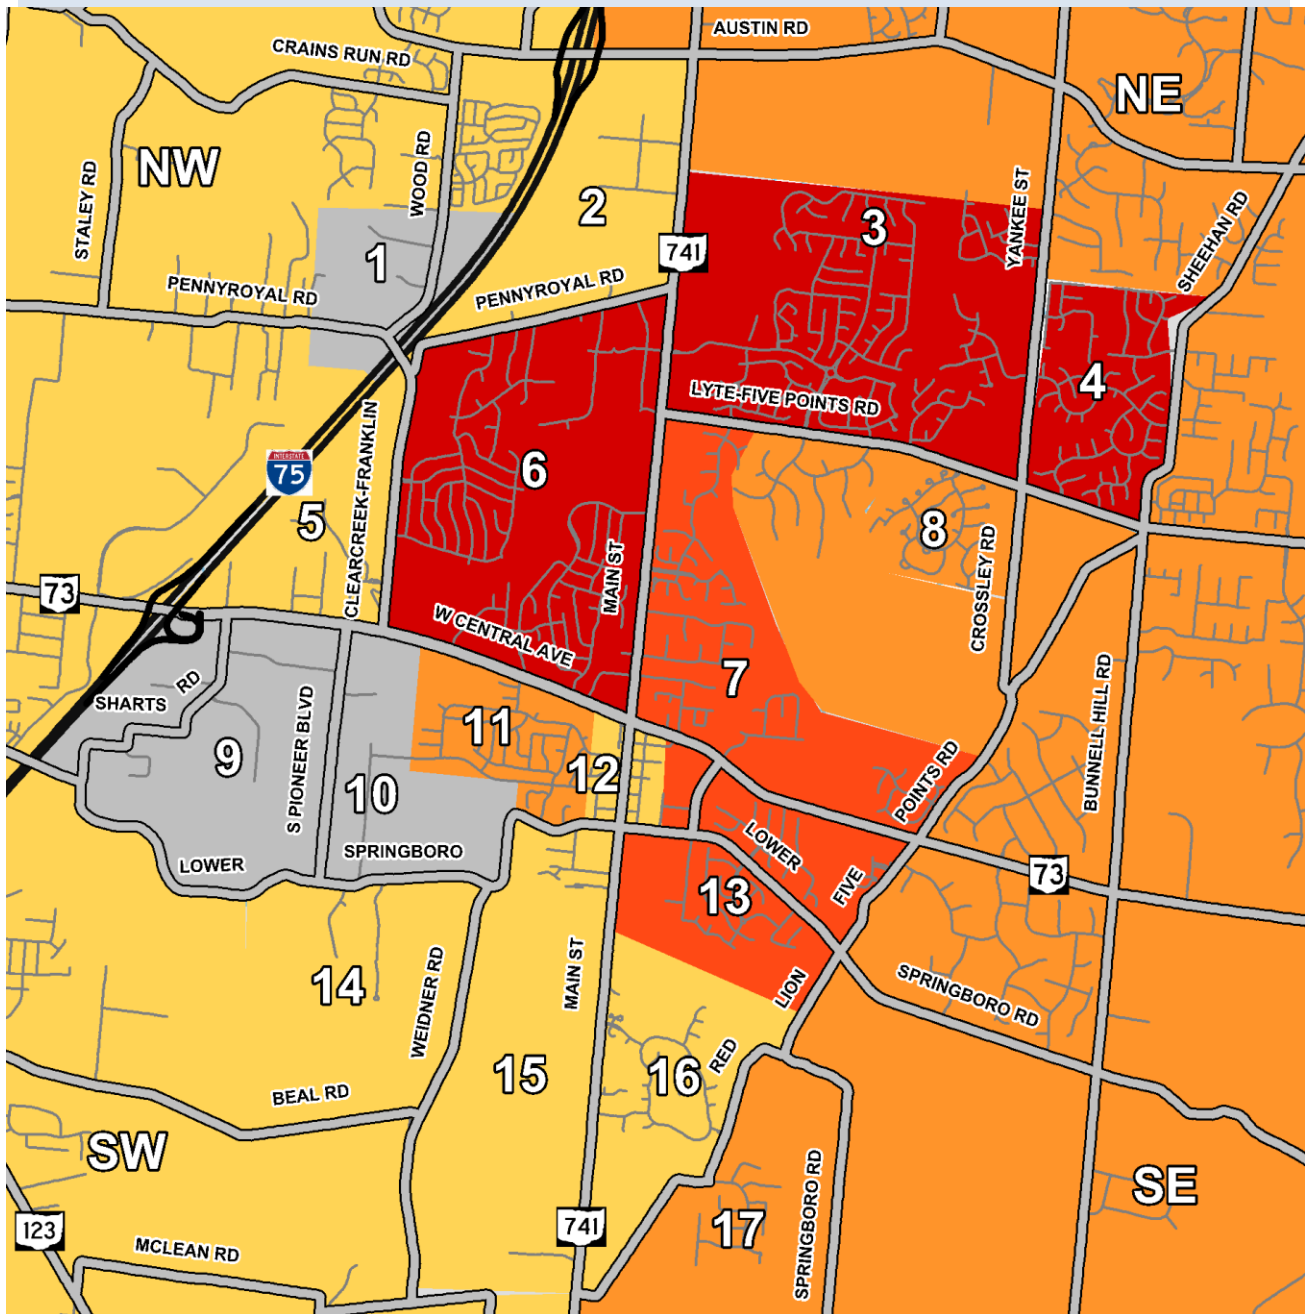 AUSTIN RD
CRAINS RUN RD
NE
NW
WOOD RD
STALEY RD
2
3
YANKEE ST
SHEEHAN RD
1
741
PENNYROYAL RD
PENNYROYAL RD
4
LYTE-FIVE POINTS RD
INTERSTATE
75
6
5
CLEARCREEK-FRANKLIN
8
73
MAIN ST
CROSSLEY RD
W CENTRAL AVE
7
SHARTS RD
S PIONEER BLVD
BUNNELL HILL RD
11
9
12
10
POINTS RD
LOWER
SPRINGBORO
LOWER
73
FIVE
13
14
WEIDNER RD
MAIN ST
LION
SPRINGBORO RD
15
16
RED
BEAL RD
SW
SE
SPRINGBORO RD
123
741
17
MCLEAN RD